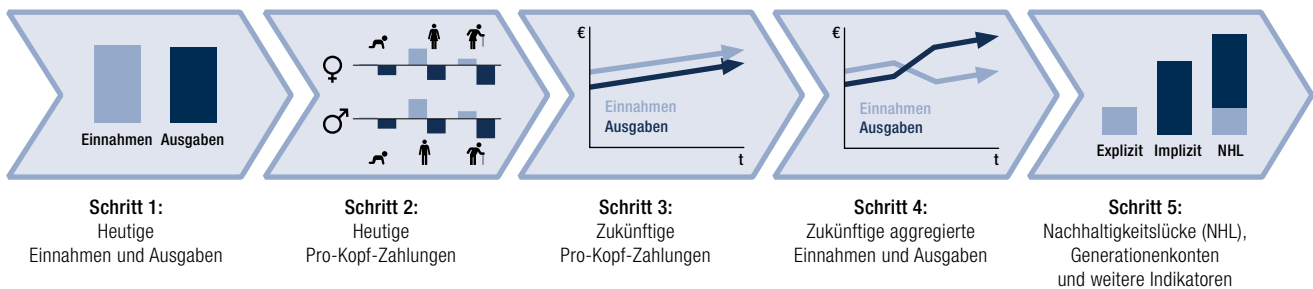 Einnahmen Ausgaben
♀
♂
€
Einnahmen
Ausgaben
t
€
Einnahmen
Ausgaben
t
Explizit Implizit NHL
Schritt 1:
Heutige
Einnahmen und Ausgaben
Schritt 2:
Heutige
Pro-Kopf-Zahlungen
Schritt 3:
Zukünftige
Pro-Kopf-Zahlungen
Schritt 4:
Zukünftige aggregierte
Einnahmen und Ausgaben
Schritt 5:
Nachhaltigkeitslücke (NHL),
Generationenkonten
und weitere Indikatoren